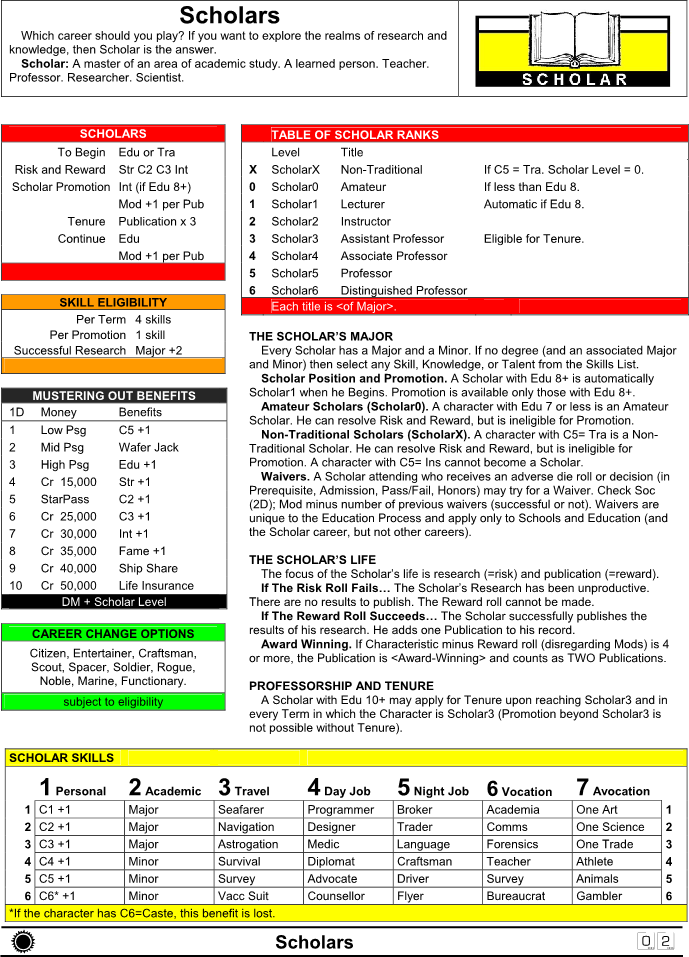 Scholars
Which career should you play? If you want to explore the realms of research and
knowledge, then Scholar is the answer.
Scholar: A master of an area of academic study. A learned person. Teacher.
Professor. Researcher. Scientist.
SCHOLAR
SCHOLARS
To Begin Edu or Tra
Risk and Reward Str C2 C3 Int
Scholar Promotion Int (if Edu 8+)
Mod +1 per Pub
Tenure Publication x 3
Continue Edu
Mod +1 per Pub
SKILL ELIGIBILITY
Per Term 4 skills
Per Promotion 1 skill
Successful Research Major +2
MUSTERING OUT BENEFITS
1D Money Benefits
1 Low Psg C5 +1
2 Mid Psg Wafer Jack
3 High Psg Edu +1
4 Cr 15,000 Str +1
5 StarPass C2 +1
6 Cr 25,000 C3 +1
7 Cr 30,000 Int +1
8 Cr 35,000 Fame +1
9 Cr 40,000 Ship Share
10 Cr 50,000 Life Insurance
DM + Scholar Level
CAREER CHANGE OPTIONS
Citizen, Entertainer, Craftsman,
Scout, Spacer, Soldier, Rogue,
Noble, Marine, Functionary.
subject to eligibility
TABLE OF SCHOLAR RANKS
Level Title
X ScholarX Non-Traditional If C5 = Tra. Scholar Level = 0.
0 Scholar0 Amateur If less than Edu 8.
1 Scholar1 Lecturer Automatic if Edu 8.
2 Scholar2 Instructor
3 Scholar3 Assistant Professor Eligible for Tenure.
4 Scholar4 Associate Professor
5 Scholar5 Professor
6 Scholar6 Distinguished Professor
Each title is <of Major>.
THE SCHOLAR'S MAJOR
Every Scholar has a Major and a Minor. If no degree (and an associated Major
and Minor) then select any Skill, Knowledge, or Talent from the Skills List.
Scholar Position and Promotion. A Scholar with Edu 8+ is automatically
Scholar1 when he Begins. Promotion is available only those with Edu 8+.
Amateur Scholars (Scholar0). A character with Edu 7 or less is an Amateur
Scholar. He can resolve Risk and Reward, but is ineligible for Promotion.
Non-Traditional Scholars (ScholarX). A character with C5= Tra is a Non-
Traditional Scholar. He can resolve Risk and Reward, but is ineligible for
Promotion. A character with C5= Ins cannot become a Scholar.
Waivers. A Scholar attending who receives an adverse die roll or decision (in
Prerequisite, Admission, Pass/Fail, Honors) may try for a Waiver. Check Soc
(2D); Mod minus number of previous waivers (successful or not). Waivers are
unique to the Education Process and apply only to Schools and Education (and
the Scholar career, but not other careers).
THE SCHOLAR'S LIFE
The focus of the Scholar's life is research (=risk) and publication (=reward).
If The Risk Roll Fails… The Scholar's Research has been unproductive.
There are no results to publish. The Reward roll cannot be made.
If The Reward Roll Succeeds… The Scholar successfully publishes the
results of his research. He adds one Publication to his record.
Award Winning. If Characteristic minus Reward roll (disregarding Mods) is 4
or more, the Publication is <Award-Winning> and counts as TWO Publications.
PROFESSORSHIP AND TENURE
A Scholar with Edu 10+ may apply for Tenure upon reaching Scholar3 and in
every Term in which the Character is Scholar3 (Promotion beyond Scholar3 is
not possible without Tenure).
SCHOLAR SKILLS
1 Personal 2 Academic 3 Travel 4 Day Job 5 Night Job 6 Vocation 7 Avocation
1 C1 +1 Major Seafarer Programmer Broker Academia One Art 1
2 C2 +1 Major Navigation Designer Trader Comms One Science 2
3 C3 +1 Major Astrogation Medic Language Forensics One Trade 3
4 C4 +1 Minor Survival Diplomat Craftsman Teacher Athlete 4
5 C5 +1 Minor Survey Advocate Driver Survey Animals 5
6 C6* +1 Minor Vacc Suit Counsellor Flyer Bureaucrat Gambler 6
*If the character has C6=Caste, this benefit is lost.
Scholars
02